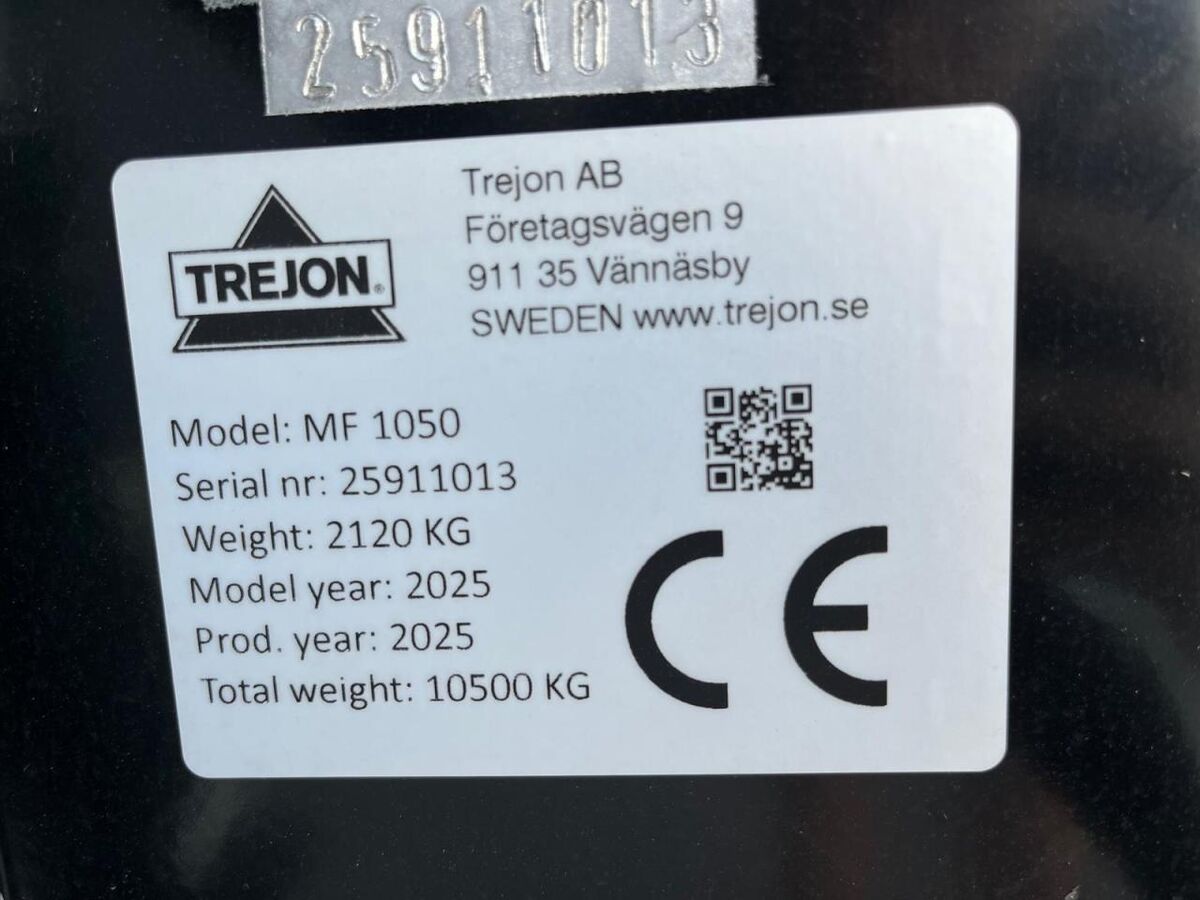 25911013
TREJON®
Trejon AB
Företagsvägen 9
911 35 Vännäsby
SWEDEN www.trejon.se
Model: MF 1050
Serial nr: 25911013
Weight: 2120 KG
Model year: 2025
Prod. year: 2025
Total weight: 10500 KG
CE